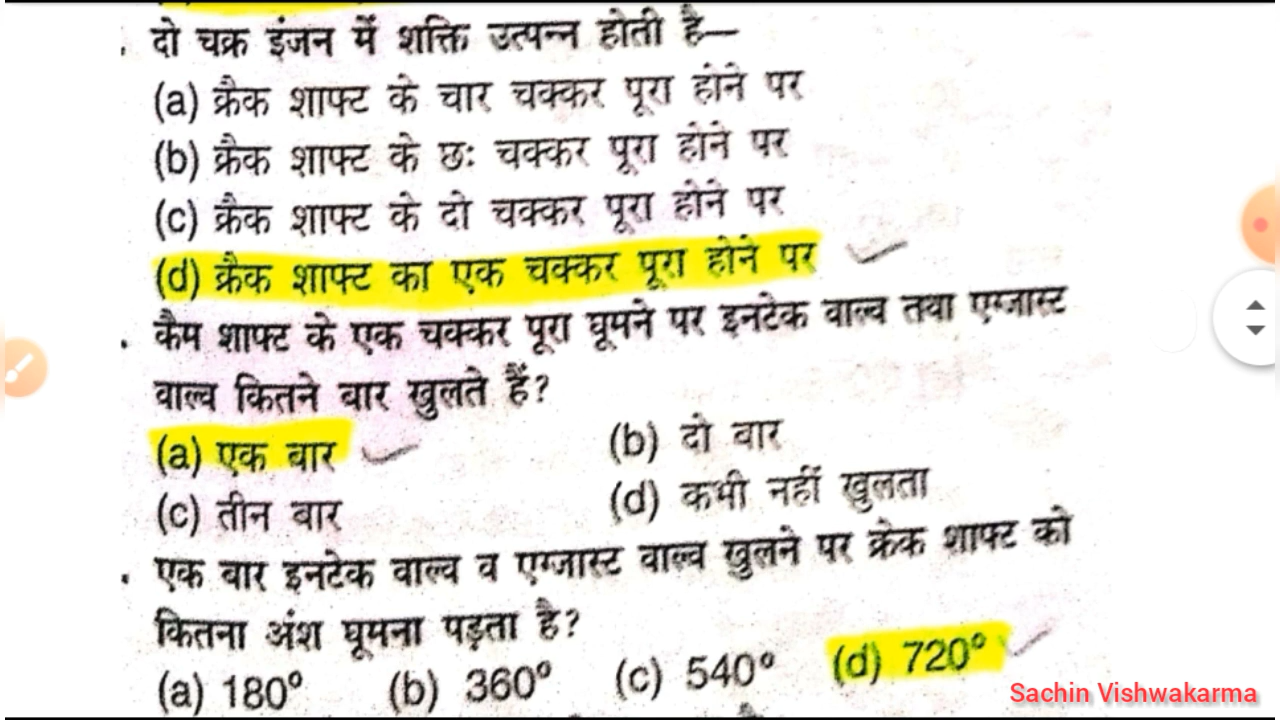 . दो चक्र इंजन में शक्ति उत्पन्न होती है—
(a) क्रैक शाफ्ट के चार चक्कर पूरा होने पर
(b) क्रैक शाफ्ट के छः चक्कर पूरा होने पर
(c) क्रैक शाफ्ट के दो चक्कर पूरा होने पर
(d) क्रैक शाफ्ट का एक चक्कर पूरा होने पर
. कैम शाफ्ट के एक चक्कर पूरा घूमने पर इनटेक वाल्व तथा एग्जास्ट
वाल्व कितने बार खुलते हैं?
(a) एक बार (b) दो बार
(c) तीन बार (d) कभी नहीं खुलता
. एक बार इनटेक वाल्व व एग्जास्ट वाल्व खुलने पर क्रेक शाफ्ट को
कितना अंश घूमना पड़ता है?
(a) 180° (b) 360° (c) 540° (d) 720°
Sachin Vishwakarma